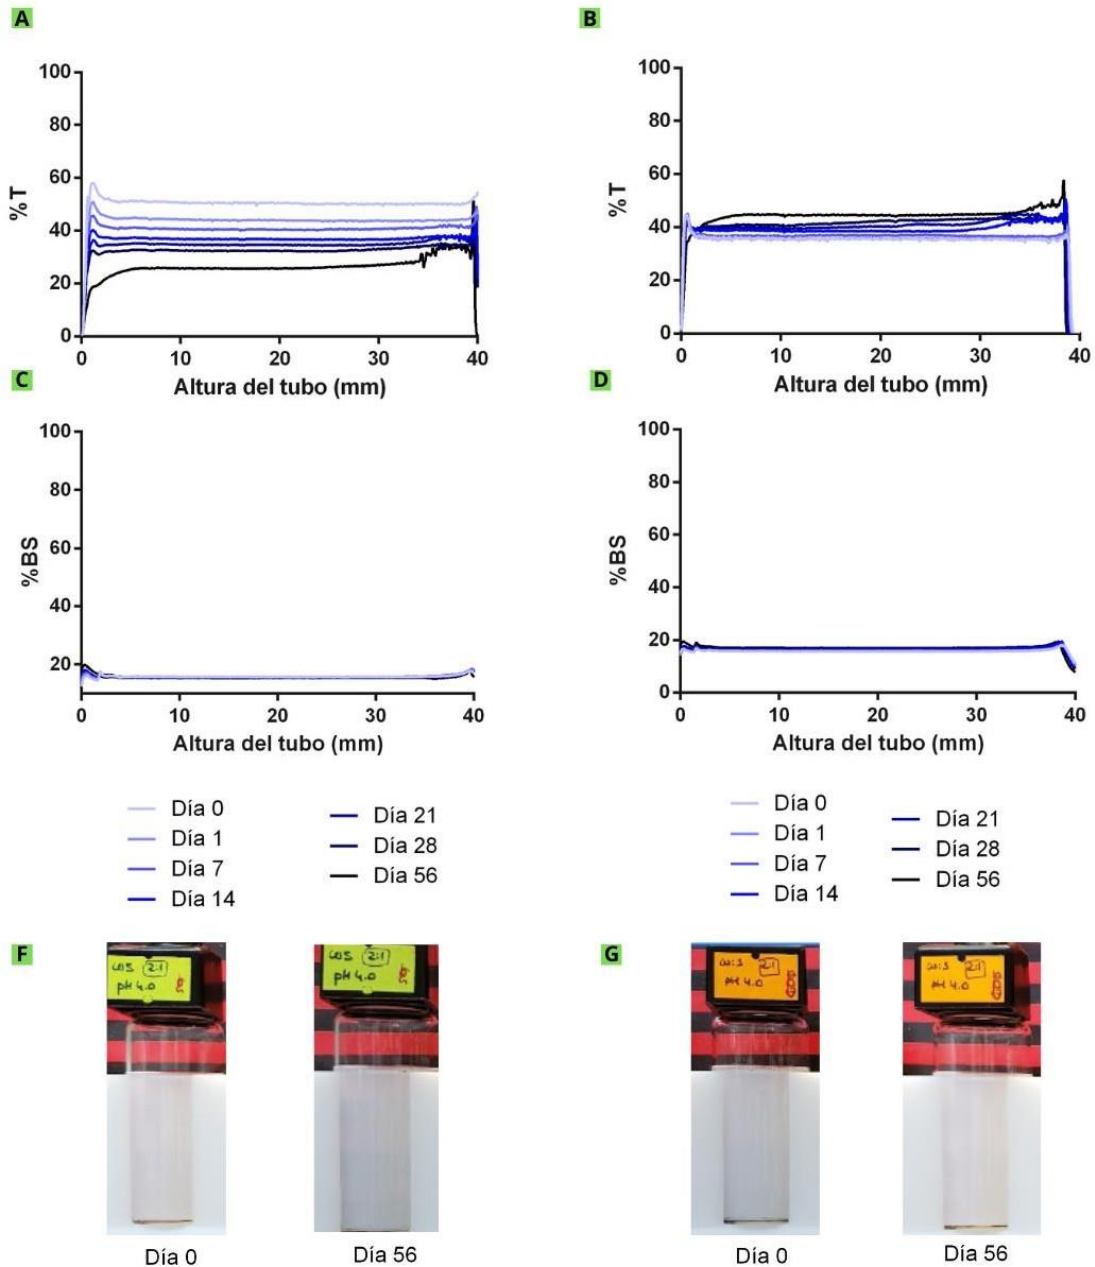 A
B
100
80
60
40
20
0
%T
0 10 20 30 40
Altura del tubo (mm)
100
80
60
40
20
0
%T
0 10 20 30 40
Altura del tubo (mm)
C
D
100
80
60
40
20
%BS
0 10 20 30 40
Altura del tubo (mm)
100
80
60
40
20
0
%BS
0 10 20 30 40
Altura del tubo (mm)
Día 0
Día 1
Día 7
Día 14
Día 21
Día 28
Día 56
Día 0
Día 1
Día 7
Día 14
Día 21
Día 28
Día 56
F
G
2:1
pH 4.0
2:1
pH 4.0
2:1
pH 4.0
2:1
pH 4.0
Día 0
Día 56
Día 0
Día 56